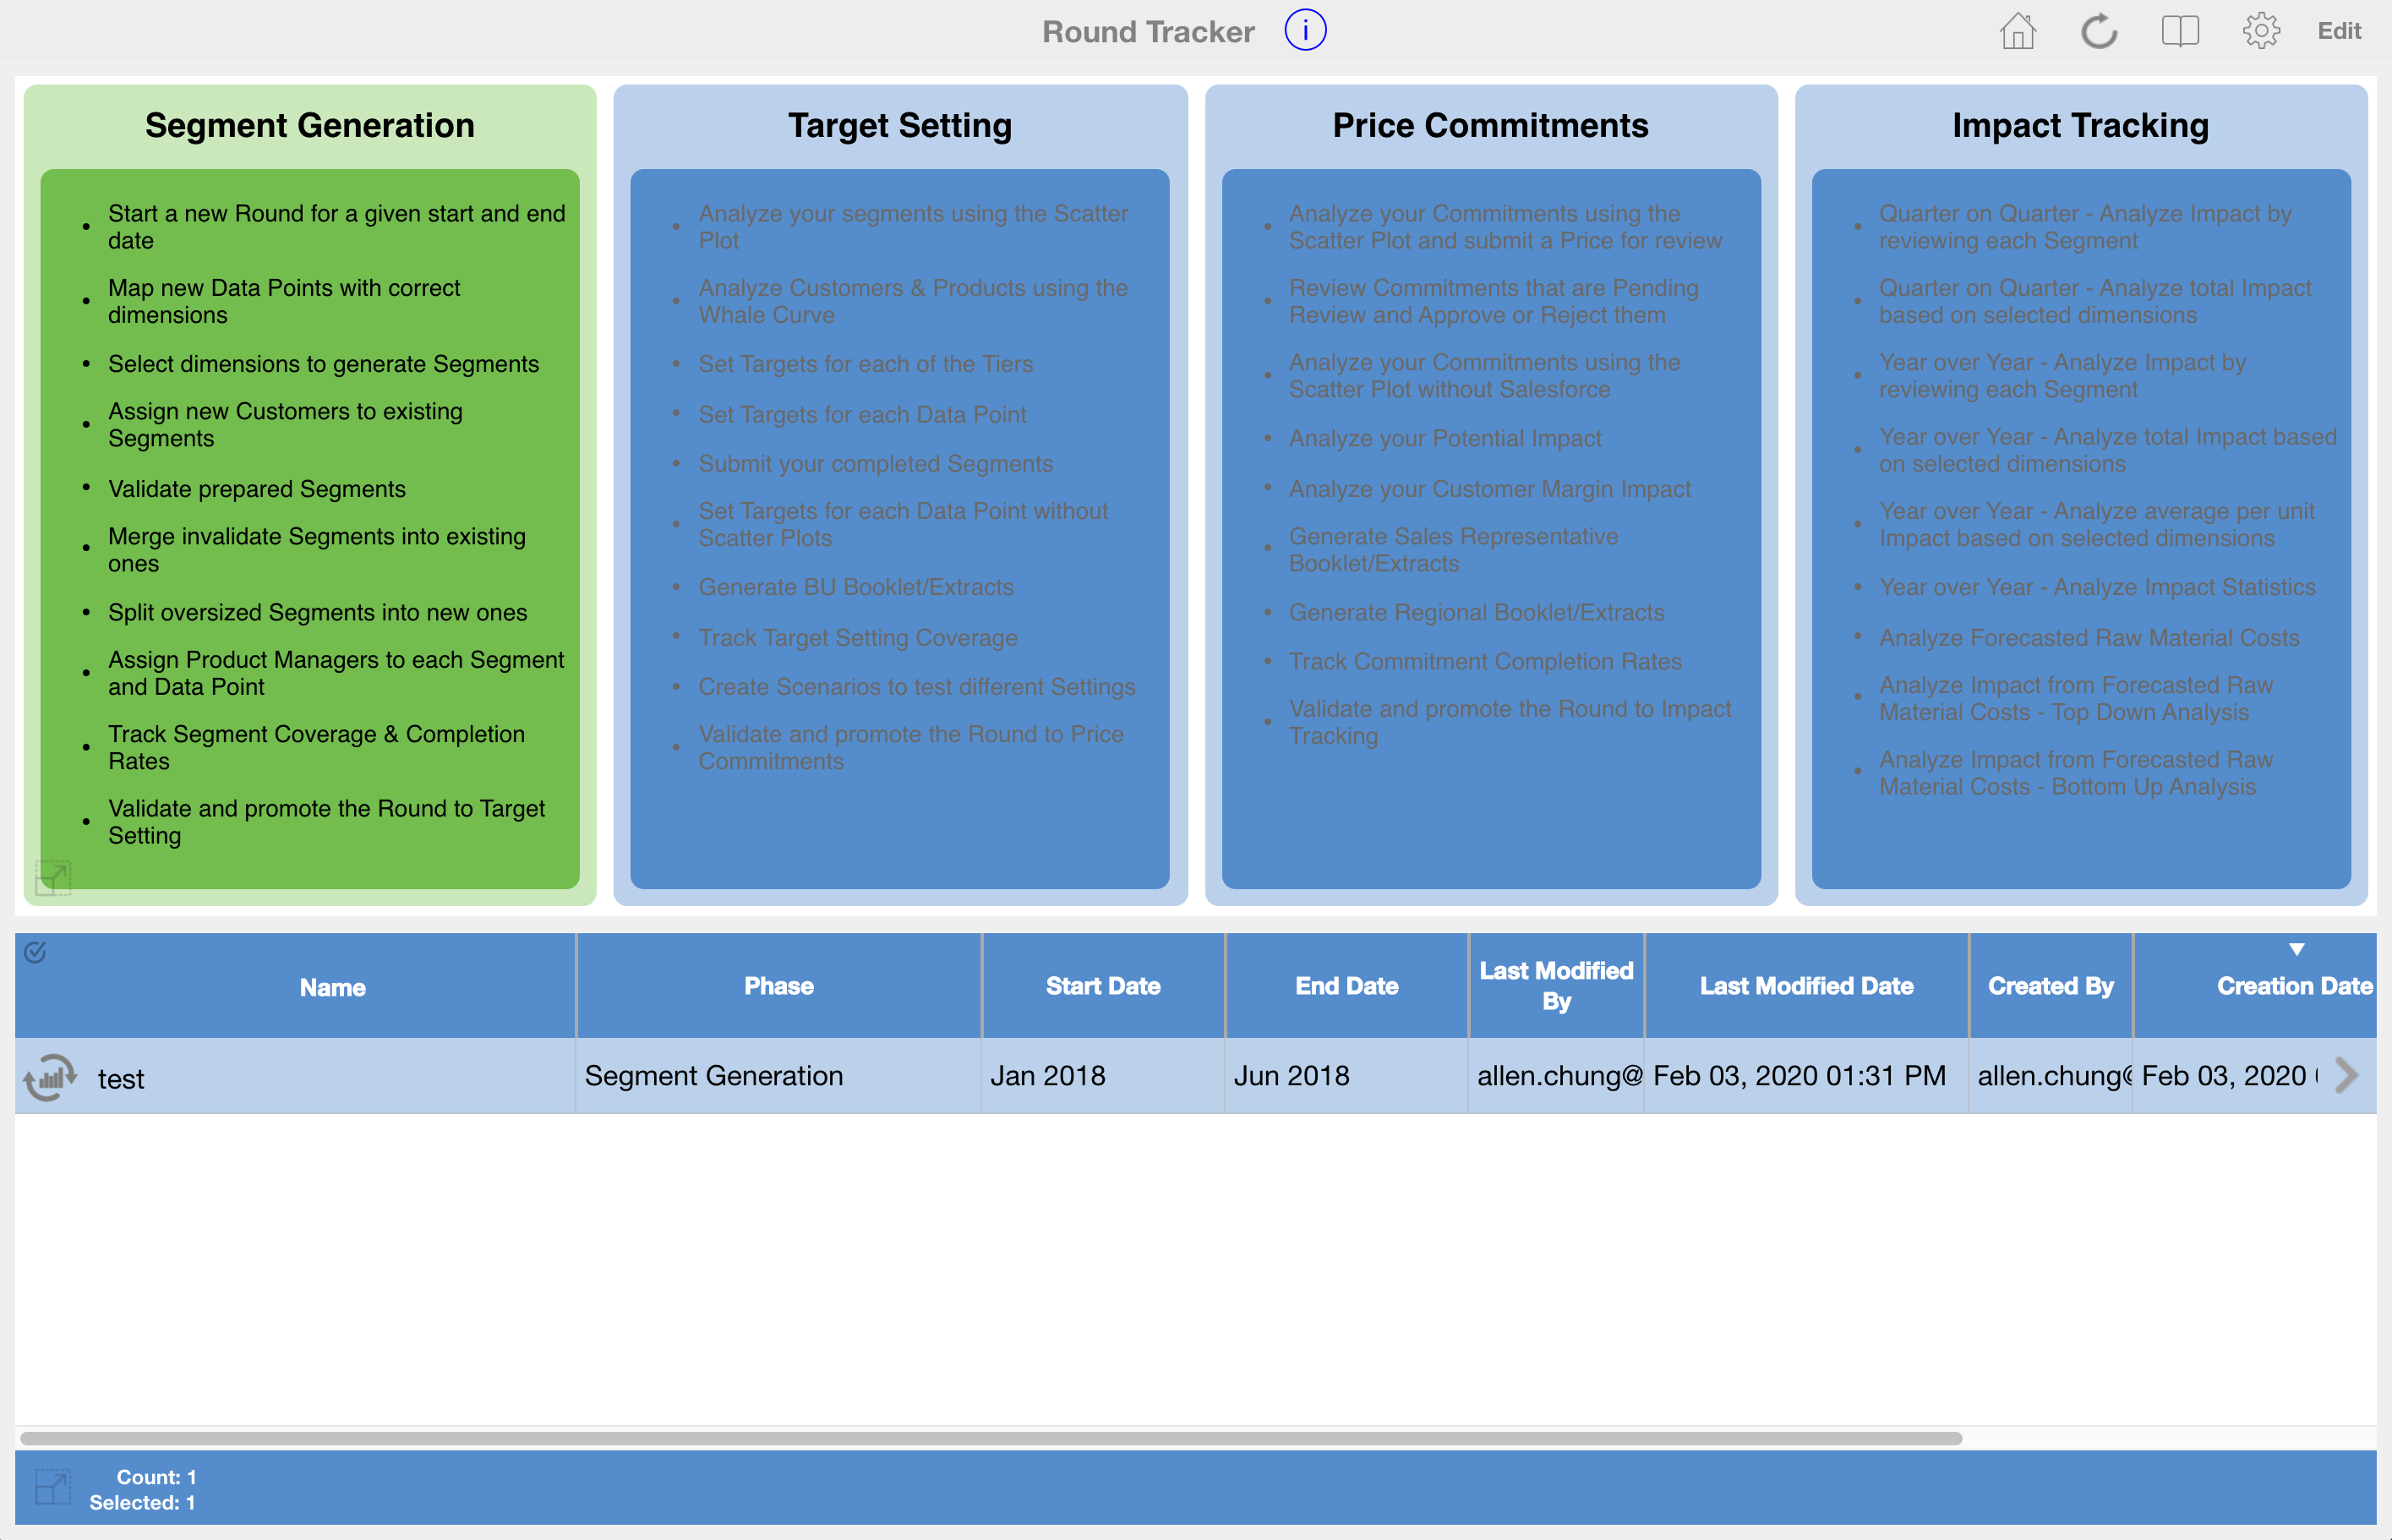 Round Tracker
i
Edit
Segment Generation
• Start a new Round for a given start and end
date
• Map new Data Points with correct
dimensions
• Select dimensions to generate Segments
• Assign new Customers to existing
Segments
• Validate prepared Segments
• Merge invalidate Segments into existing
ones
• Split oversized Segments into new ones
• Assign Product Managers to each Segment
and Data Point
• Track Segment Coverage & Completion
Rates
• Validate and promote the Round to Target
Setting
Target Setting
• Analyze your segments using the Scatter
Plot
• Analyze Customers & Products using the
Whale Curve
• Set Targets for each of the Tiers
• Set Targets for each Data Point
• Submit your completed Segments
• Set Targets for each Data Point without
Scatter Plots
• Generate BU Booklet/Extracts
• Track Target Setting Coverage
• Create Scenarios to test different Settings
• Validate and promote the Round to Price
Commitments
Price Commitments
• Analyze your Commitments using the
Scatter Plot and submit a Price for review
• Review Commitments that are Pending
Review and Approve or Reject them
• Analyze your Commitments using the
Scatter Plot without Salesforce
• Analyze your Potential Impact
• Analyze your Customer Margin Impact
• Generate Sales Representative
Booklet/Extracts
• Generate Regional Booklet/Extracts
• Track Commitment Completion Rates
• Validate and promote the Round to Impact
Tracking
Impact Tracking
• Quarter on Quarter - Analyze Impact by
reviewing each Segment
• Quarter on Quarter - Analyze total Impact
based on selected dimensions
• Year over Year - Analyze Impact by
reviewing each Segment
• Year over Year - Analyze total Impact based
on selected dimensions
• Year over Year - Analyze average per unit
Impact based on selected dimensions
• Year over Year - Analyze Impact Statistics
• Analyze Forecasted Raw Material Costs
• Analyze Impact from Forecasted Raw
Material Costs - Top Down Analysis
• Analyze Impact from Forecasted Raw
Material Costs - Bottom Up Analysis
Name Phase Start Date End Date Last Modified By Last Modified Date Created By Creation Date
test Segment Generation Jan 2018 Jun 2018 allen.chung@ Feb 03, 2020 01:31 PM allen.chung@ Feb 03, 2020
Count: 1
Selected: 1